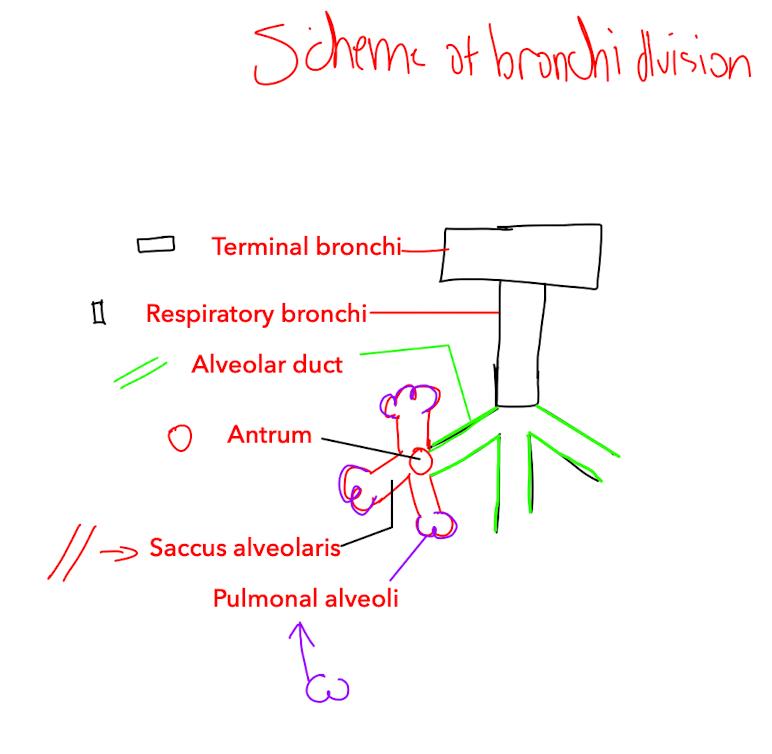 Scheme of bronchi division
Terminal bronchi
Respiratory bronchi
Alveolar duct
Antrum
Saccus alveolaris
Pulmonal alveoli